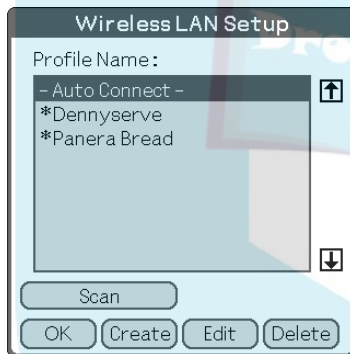 Wireless LAN Setup
Profile Name:
- Auto Connect -
*Dennyserve
*Panera Bread
Scan
OK Create Edit Delete